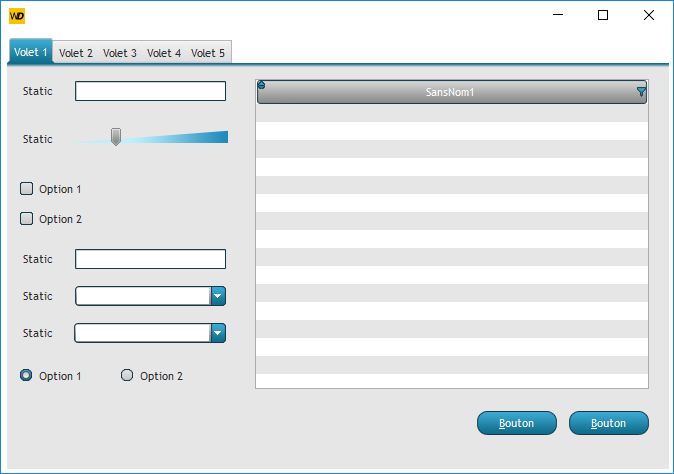 WD
Volet 1 Volet 2 Volet 3 Volet 4 Volet 5
Static
SansNom1
Static
Option 1
Option 2
Static
Static
Static
Option 1 Option 2
Bouton Bouton